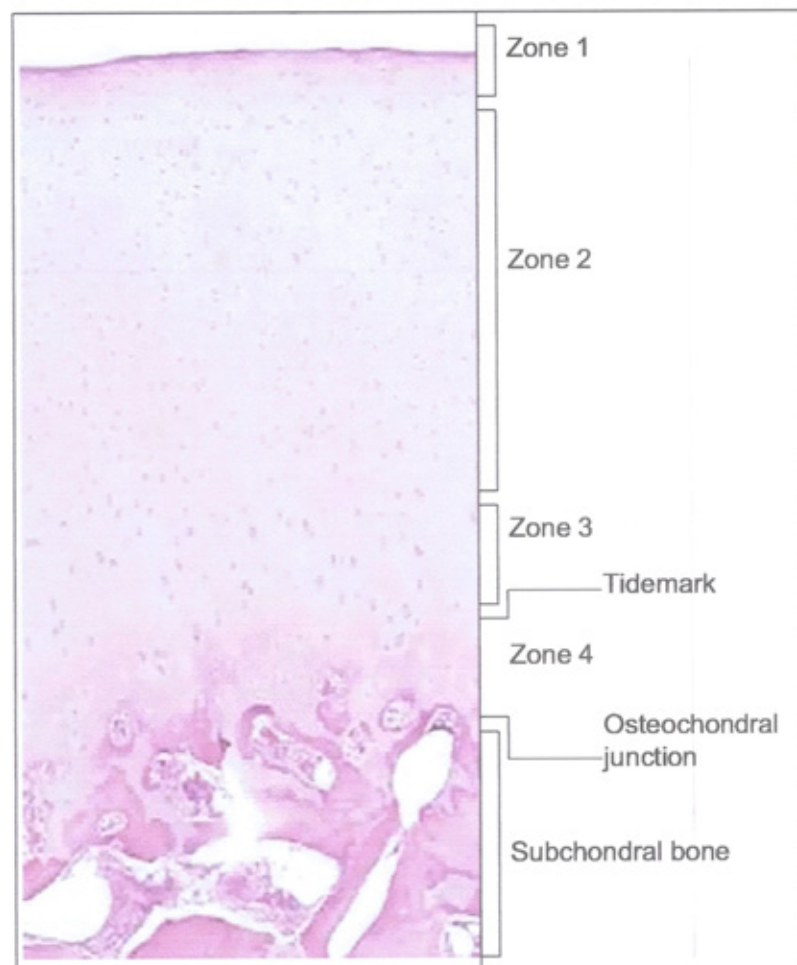 Zone 1
Zone 2
Zone 3
Tidemark
Zone 4
Osteochondral
junction
Subchondral bone